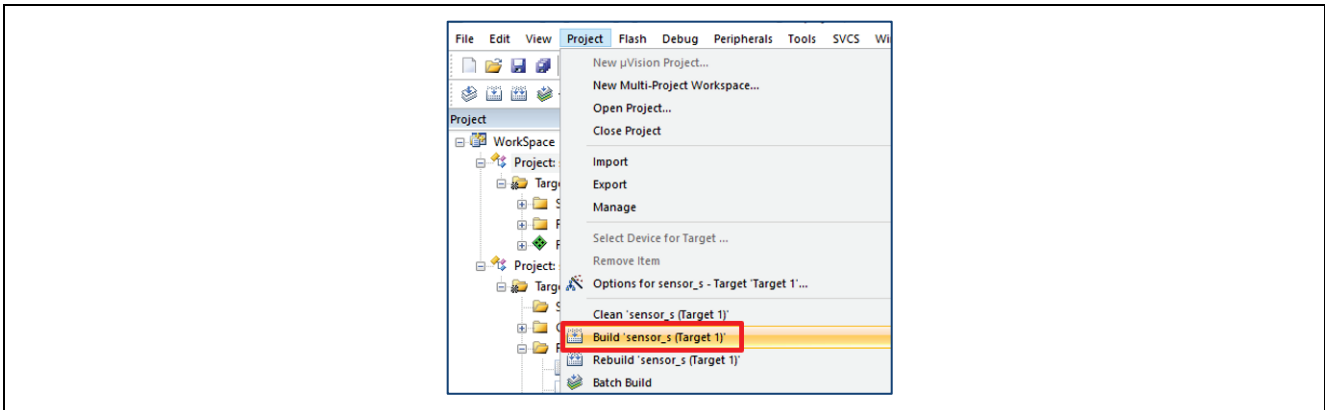 File Edit View Project Flash Debug Peripherals Tools SVCS
New µVision Project...
New Multi-Project Workspace...
Open Project...
Project
Close Project
WorkSpace
Project:
Import
Export
Manage
Select Device for Target ...
Remove Item
Project:
Options for sensor_s - Target 'Target 1'...
Clean 'sensor_s (Target 1)'
Build 'sensor_s (Target 1)'
Rebuild 'sensor_s (Target 1)'
Batch Build